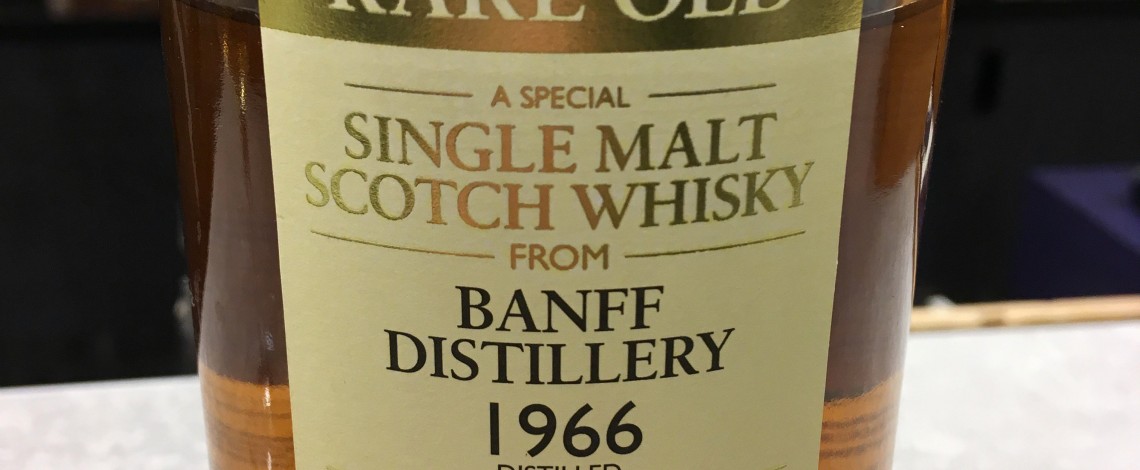 RARE OLD
A SPECIAL
SINGLE MALT
SCOTCH WHISKY
FROM
BANFF
DISTILLERY
1966
DISTILLED